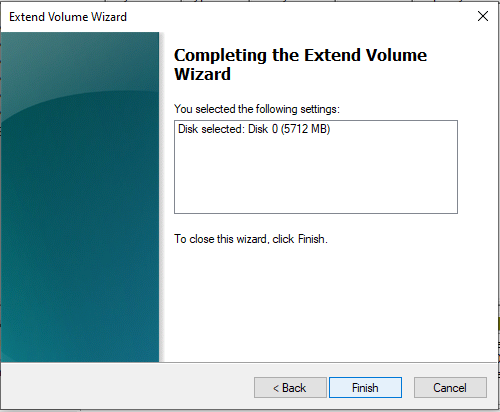 Extend Volume Wizard
Completing the Extend Volume
Wizard
You selected the following settings:
Disk selected: Disk 0 (5712 MB)
To close this wizard, click Finish.
< Back
Finish
Cancel